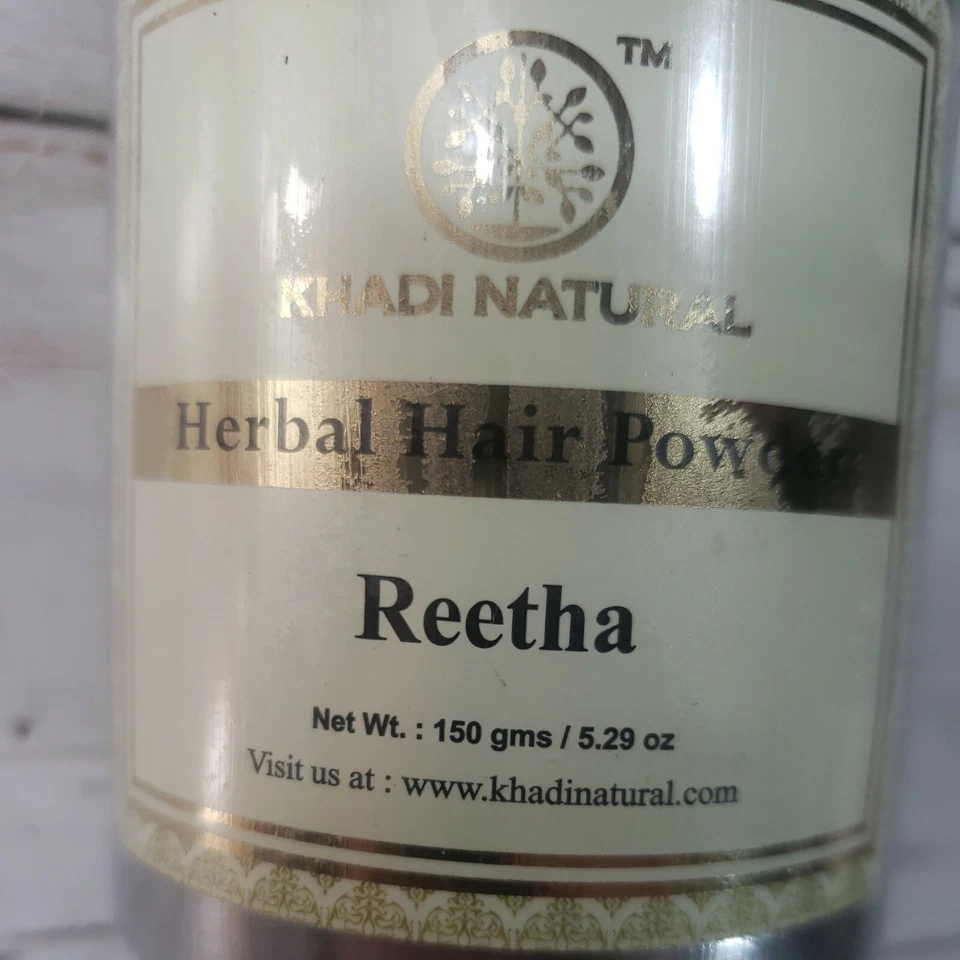 TM
KHADI NATURAL
Herbal Hair Powder
Reetha
Net Wt. : 150 gms / 5.29 oz
Visit us at : www.khadinatural.com